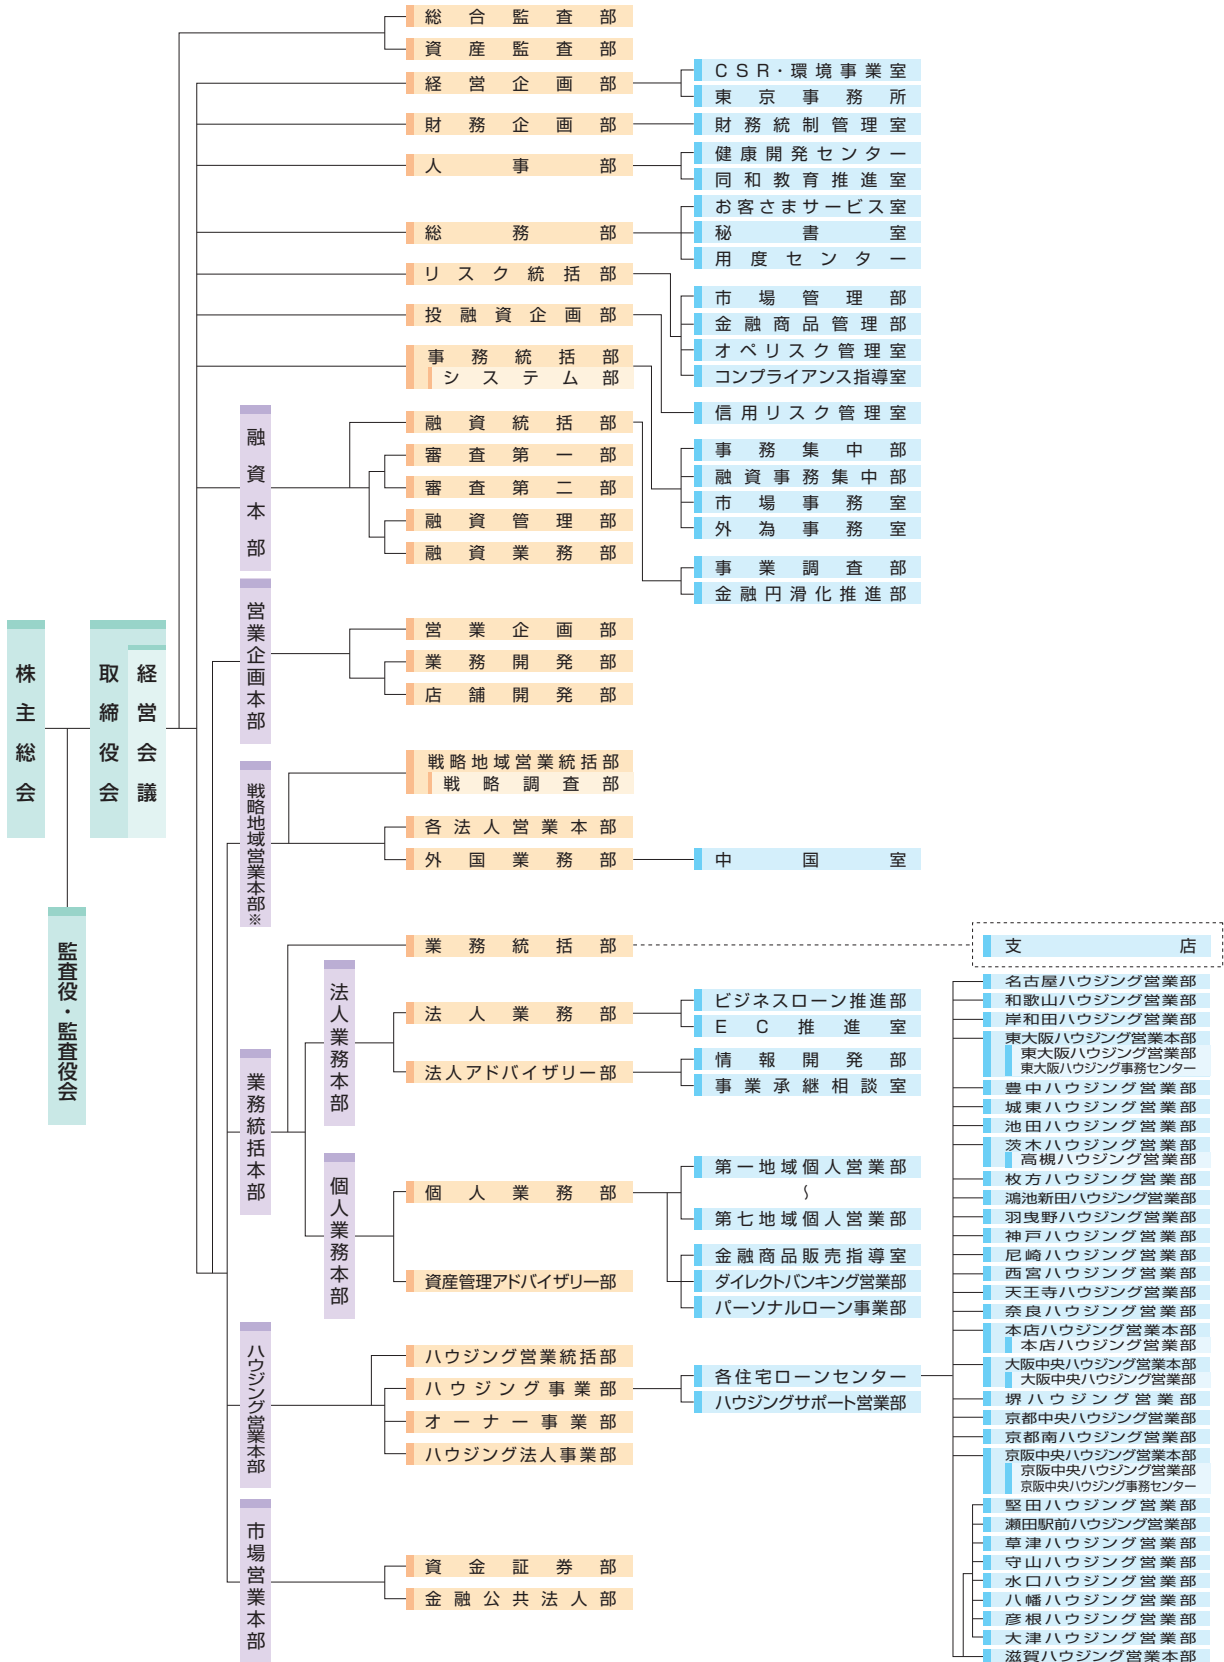 株主総会
監査役・監査役会
取締役会
経営会議
総合監査部
資産監査部
経営企画部
CSR・環境事業室
東京事務所
財務企画部
財務統制管理室
人事部
健康開発センター
同和教育推進室
総務部
お客さまサービス室
秘書室
用度センター
リスク統括部
市場管理部
金融商品管理部
オペリスク管理室
コンプライアンス指導室
投融資企画部
信用リスク管理室
事務統括部
システム部
事務集中部
融資事務集中部
市場事務室
外為事務室
融資本部
融資統括部
審査第一部
審査第二部
融資管理部
融資業務部
事業調査部
金融円滑化推進部
営業企画本部
営業企画部
業務開発部
店舗開発部
戦略地域営業本部※
戦略地域営業統括部
戦略調査部
各法人営業本部
外国業務部
中国室
業務統括本部
業務統括部
支店
法人業務本部
法人業務部
ビジネスローン推進部
EC推進室
法人アドバイザリー部
情報開発部
事業承継相談室
個人業務本部
個人業務部
第一地域個人営業部
〜
第七地域個人営業部
金融商品販売指導室
ダイレクトバンキング営業部
パーソナルローン事業部
資産管理アドバイザリー部
ハウジング営業本部
ハウジング営業統括部
ハウジング事業部
オーナー事業部
ハウジング法人事業部
各住宅ローンセンター
ハウジングサポート営業部
名古屋ハウジング営業部
和歌山ハウジング営業部
岸和田ハウジング営業部
東大阪ハウジング営業本部
東大阪ハウジング営業部
東大阪ハウジング事務センター
豊中ハウジング営業部
城東ハウジング営業部
池田ハウジング営業部
茨木ハウジング営業部
高槻ハウジング営業部
枚方ハウジング営業部
鴻池新田ハウジング営業部
羽曳野ハウジング営業部
神戸ハウジング営業部
尼崎ハウジング営業部
西宮ハウジング営業部
天王寺ハウジング営業部
奈良ハウジング営業部
本店ハウジング営業本部
本店ハウジング営業部
大阪中央ハウジング営業本部
大阪中央ハウジング営業部
堺ハウジング営業部
京都中央ハウジング営業部
京都南ハウジング営業部
京阪中央ハウジング営業本部
京阪中央ハウジング営業部
京阪中央ハウジング事務センター
堅田ハウジング営業部
瀬田駅前ハウジング営業部
草津ハウジング営業部
守山ハウジング営業部
水口ハウジング営業部
八幡ハウジング営業部
彦根ハウジング営業部
大津ハウジング営業部
滋賀ハウジング営業本部
市場営業本部
資金証券部
金融公共法人部